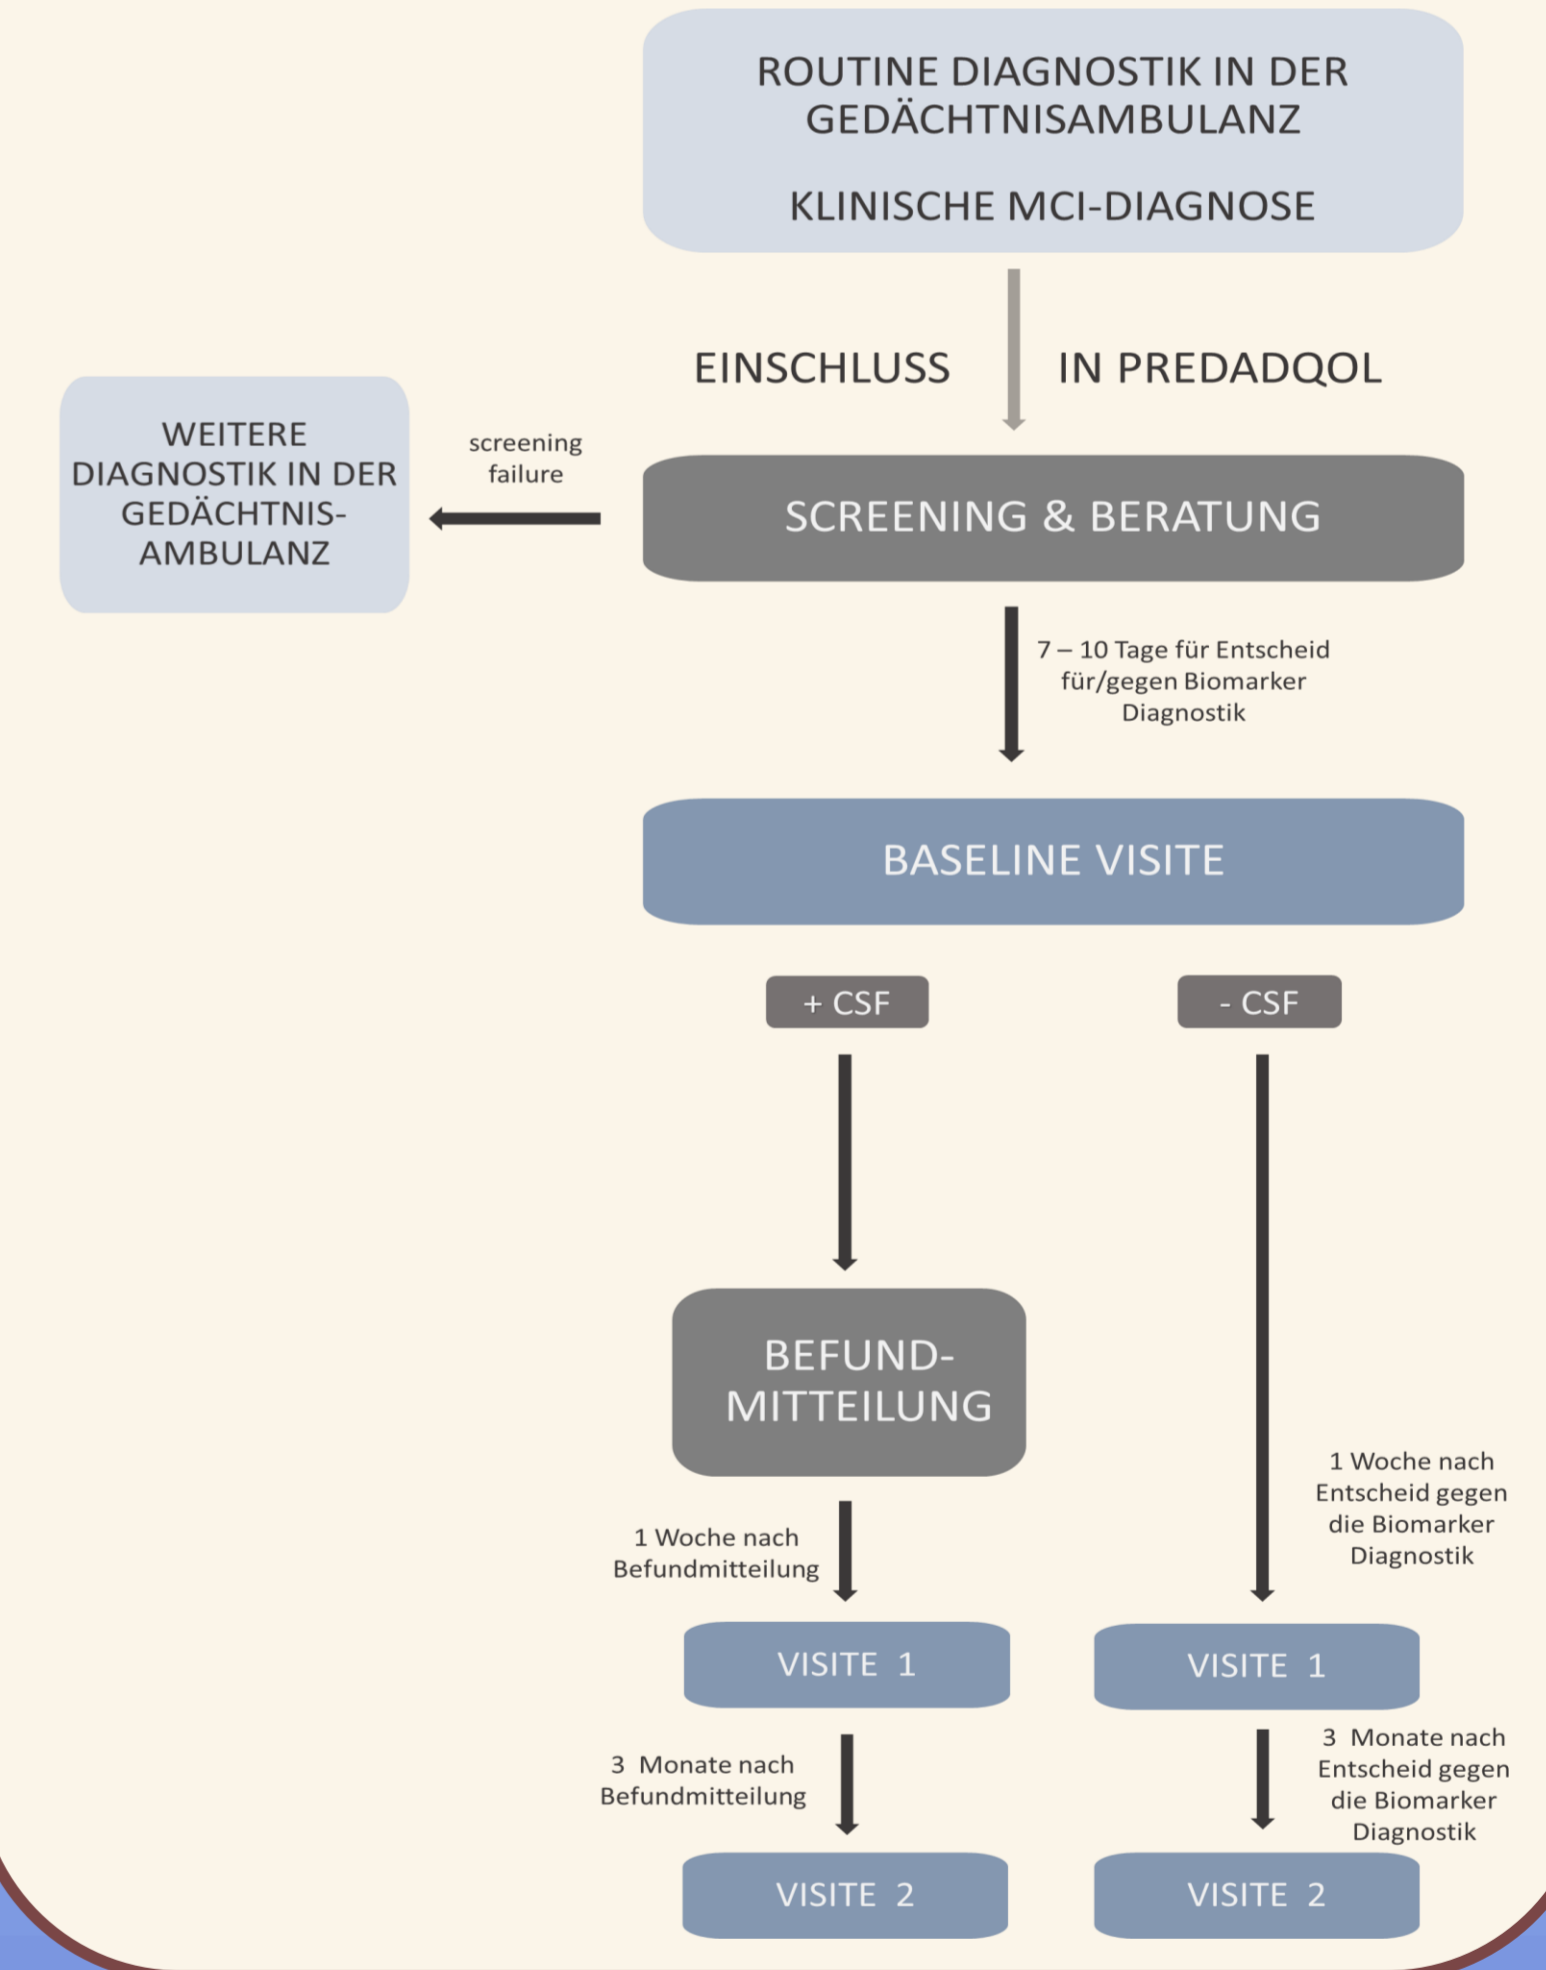 ROUTINE DIAGNOSTIK IN DER
GEDÄCHTNISAMBULANZ
KLINISCHE MCI-DIAGNOSE
EINSCHLUSS IN PREDADQOL
WEITERE
DIAGNOSTIK IN DER
GEDÄCHTNIS-
AMBULANZ
screening
failure
SCREENING & BERATUNG
7 – 10 Tage für Entscheid
für/gegen Biomarker
Diagnostik
BASELINE VISITE
+ CSF
- CSF
BEFUND-
MITTEILUNG
1 Woche nach
Befundmitteilung
1 Woche nach
Entscheid gegen
die Biomarker
Diagnostik
VISITE 1
VISITE 1
3 Monate nach
Befundmitteilung
3 Monate nach
Entscheid gegen
die Biomarker
Diagnostik
VISITE 2
VISITE 2